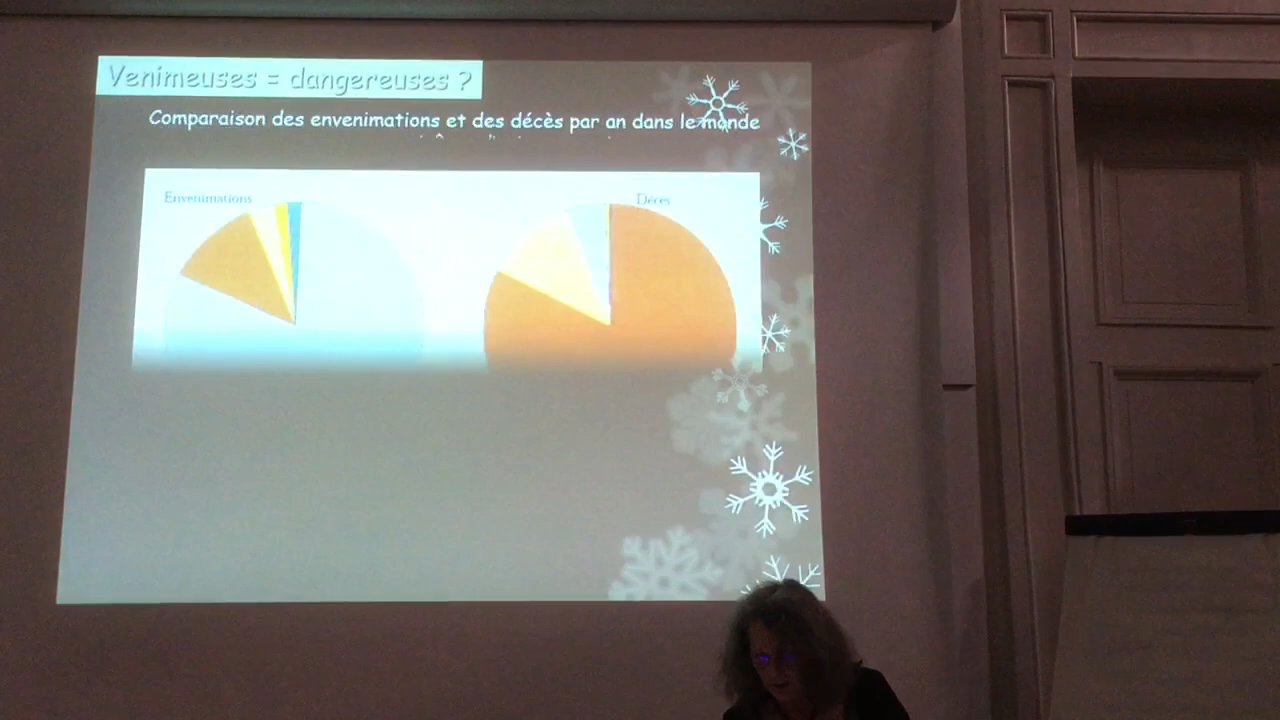 Venimeuses = dangereuses ?
Comparaison des envenimations et des décès par an dans le monde
Envenimations
Décès